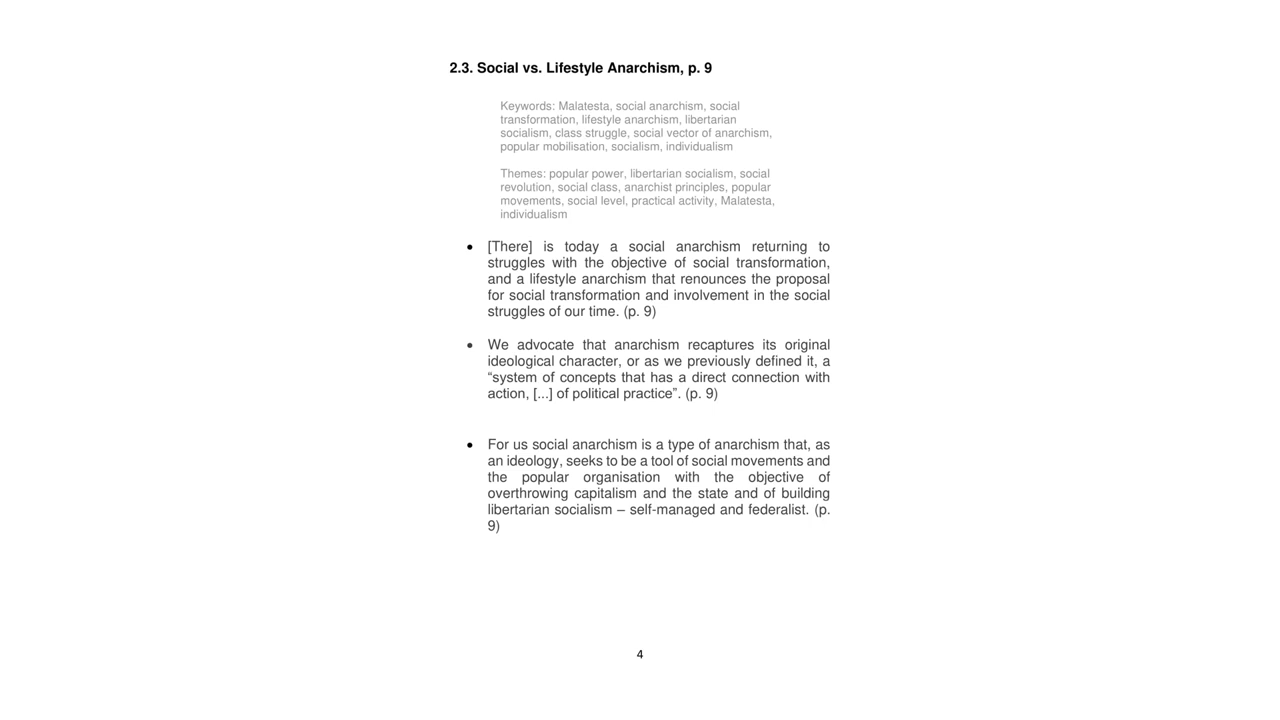 2.3. Social vs. Lifestyle Anarchism, p. 9
Keywords: Malatesta, social anarchism, social
transformation, lifestyle anarchism, libertarian
socialism, class struggle, social vector of anarchism,
popular mobilisation, socialism, individualism
Themes: popular power, libertarian socialism, social
revolution, social class, anarchist principles, popular
movements, social level, practical activity, Malatesta,
individualism
• [There] is today a social anarchism returning to
struggles with the objective of social transformation,
and a lifestyle anarchism that renounces the proposal
for social transformation and involvement in the social
struggles of our time. (p. 9)
• We advocate that anarchism recaptures its original
ideological character, or as we previously defined it, a
“system of concepts that has a direct connection with
action, [...] of political practice”. (p. 9)
• For us social anarchism is a type of anarchism that, as
an ideology, seeks to be a tool of social movements and
the popular organisation with the objective of
overthrowing capitalism and the state and of building
libertarian socialism – self-managed and federalist. (p.
9)
4